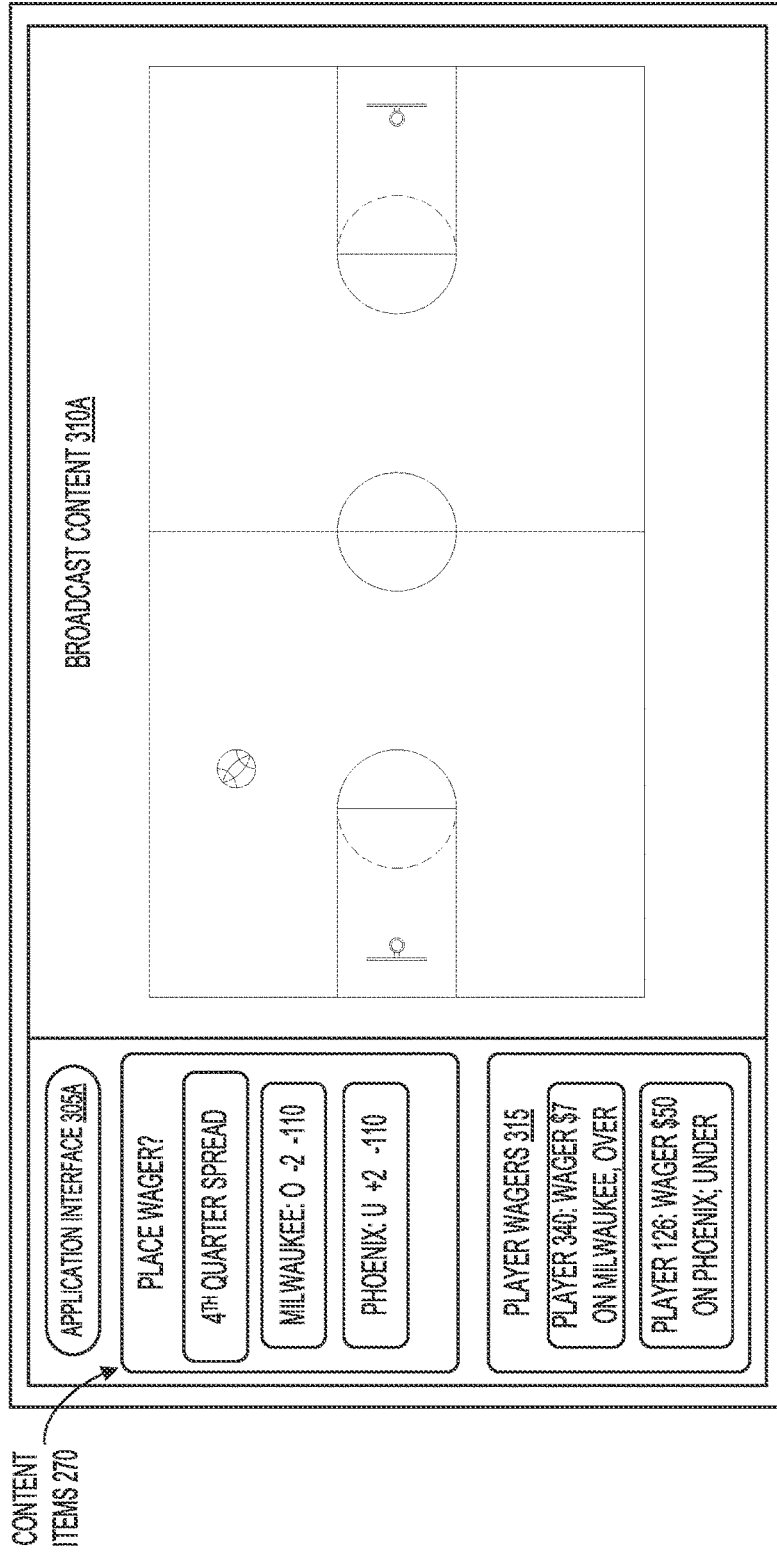 CONTENT
ITEMS 270
APPLICATION INTERFACE 305A
PLACE WAGER?
4TH QUARTER SPREAD
MILWAUKEE: O -2 -110
PHOENIX: U +2 -110
PLAYER WAGERS 315
PLAYER 340: WAGER $7
ON MILWAUKEE, OVER
PLAYER 126: WAGER $50
ON PHOENIX; UNDER
BROADCAST CONTENT 310A